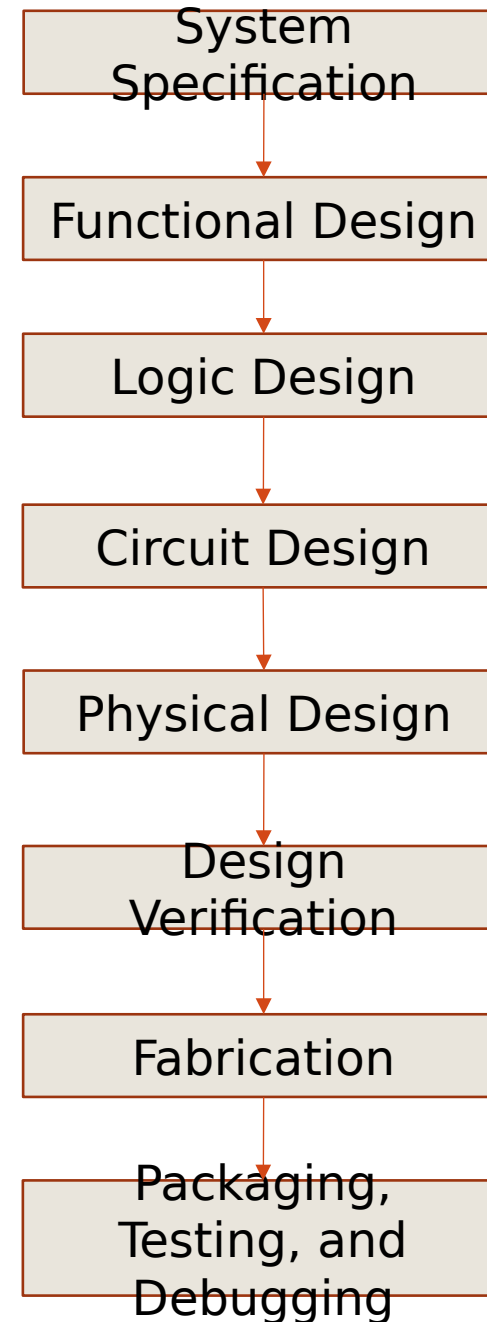 System
Specification
Functional Design
Logic Design
Circuit Design
Physical Design
Design
Verification
Fabrication
Packaging,
Testing, and
Debugging